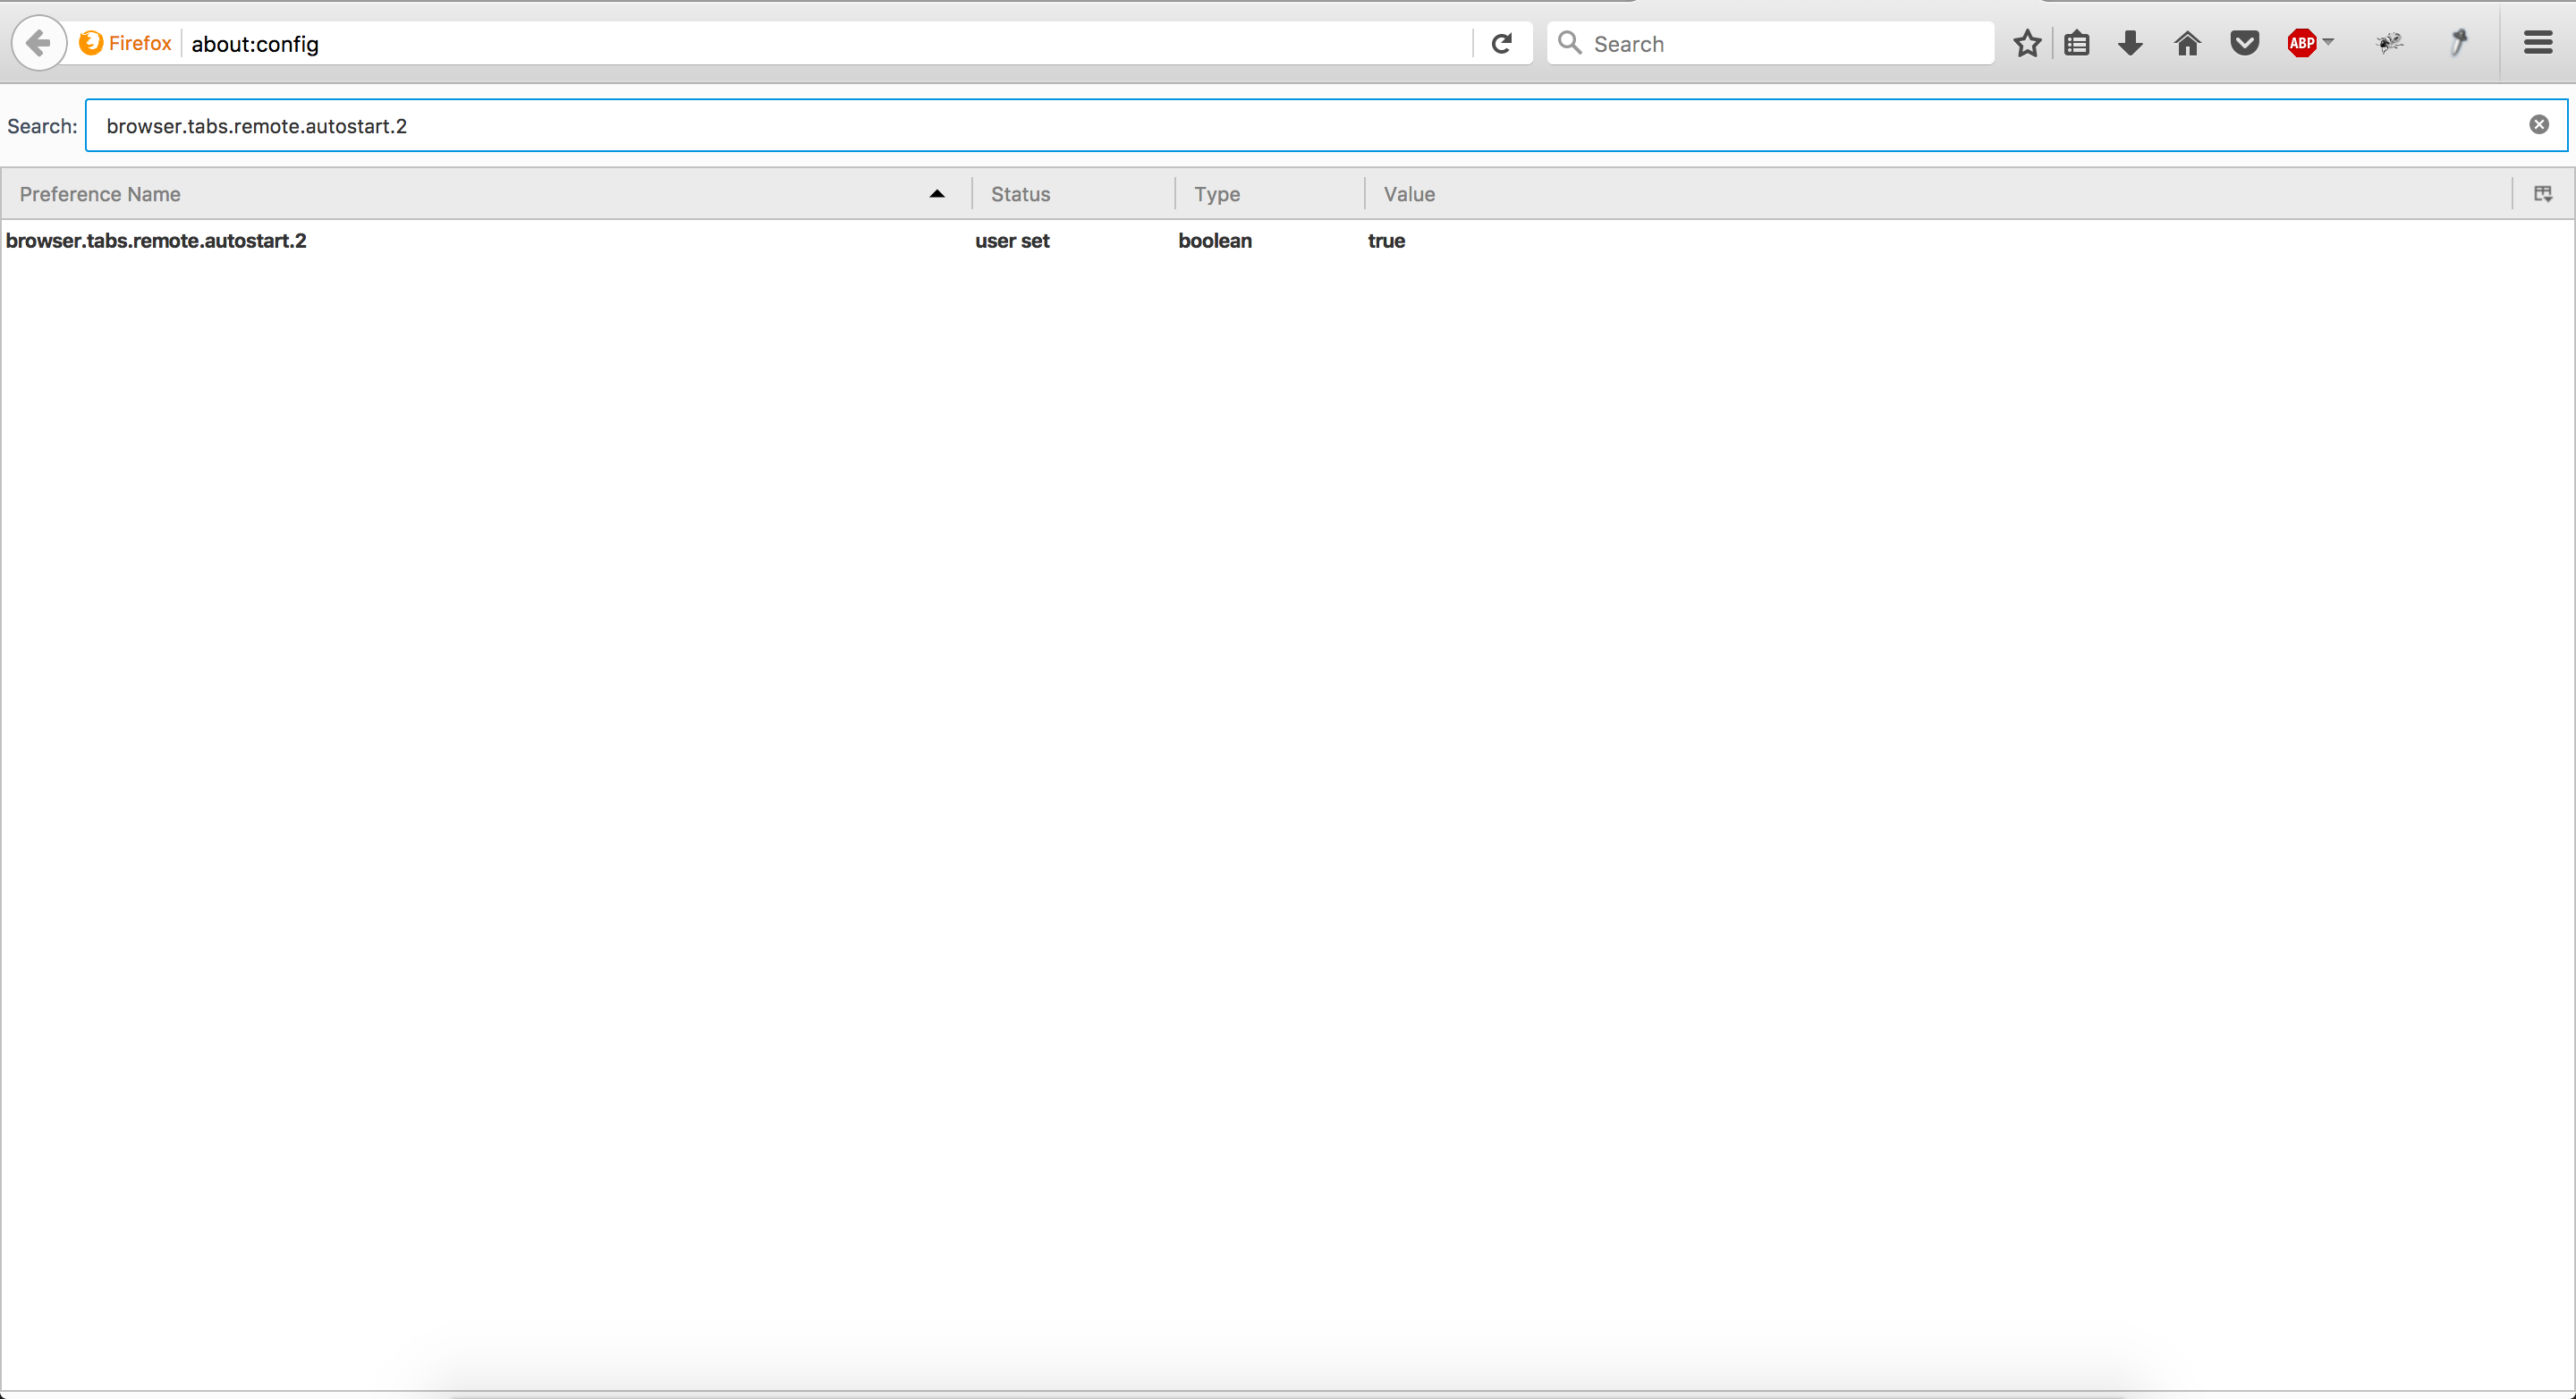 Firefox about:config Search ABP
Search: browser.tabs.remote.autostart.2
Preference Name Status Type Value
browser.tabs.remote.autostart.2 user set boolean true